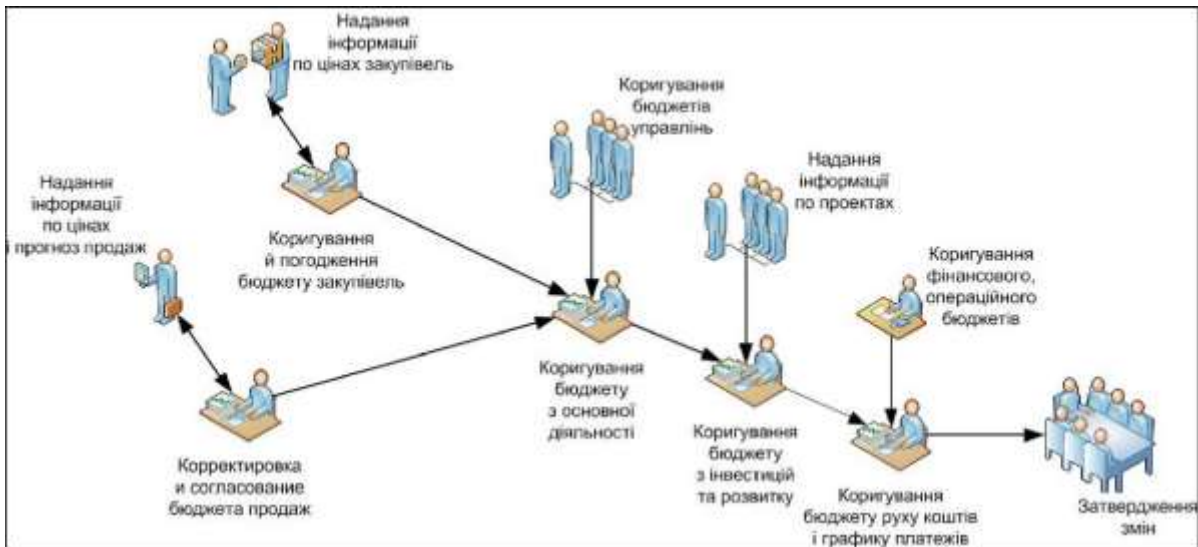 Надання
інформації
по цінах закупівель
Коригування
бюджетів
управлінь
Надання
інформації
по проектах
Надання
інформації
по цінах
і прогноз продаж
Коригування
й погодження
бюджету закупівель
Коригування
фінансового,
операційного
бюджетів
Коригування
бюджету
з основної
діяльності
Коригування
бюджету
з інвестицій
та розвитку
Корректировка
и согласование
бюджета продаж
Коригування
бюджету руху коштів
і графику платежів
Затвердження
змін